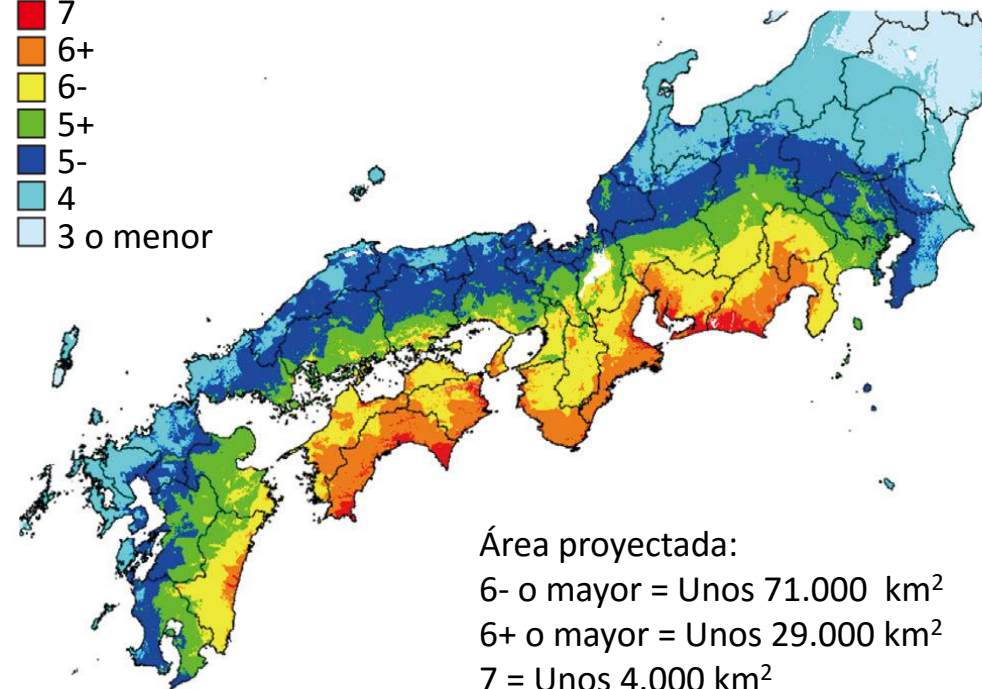 7
6+
6-
5+
5-
4
3 o menor
Área proyectada:
6- o mayor = Unos 71.000 km²
6+ o mayor = Unos 29.000 km²
7 = Unos 4.000 km²